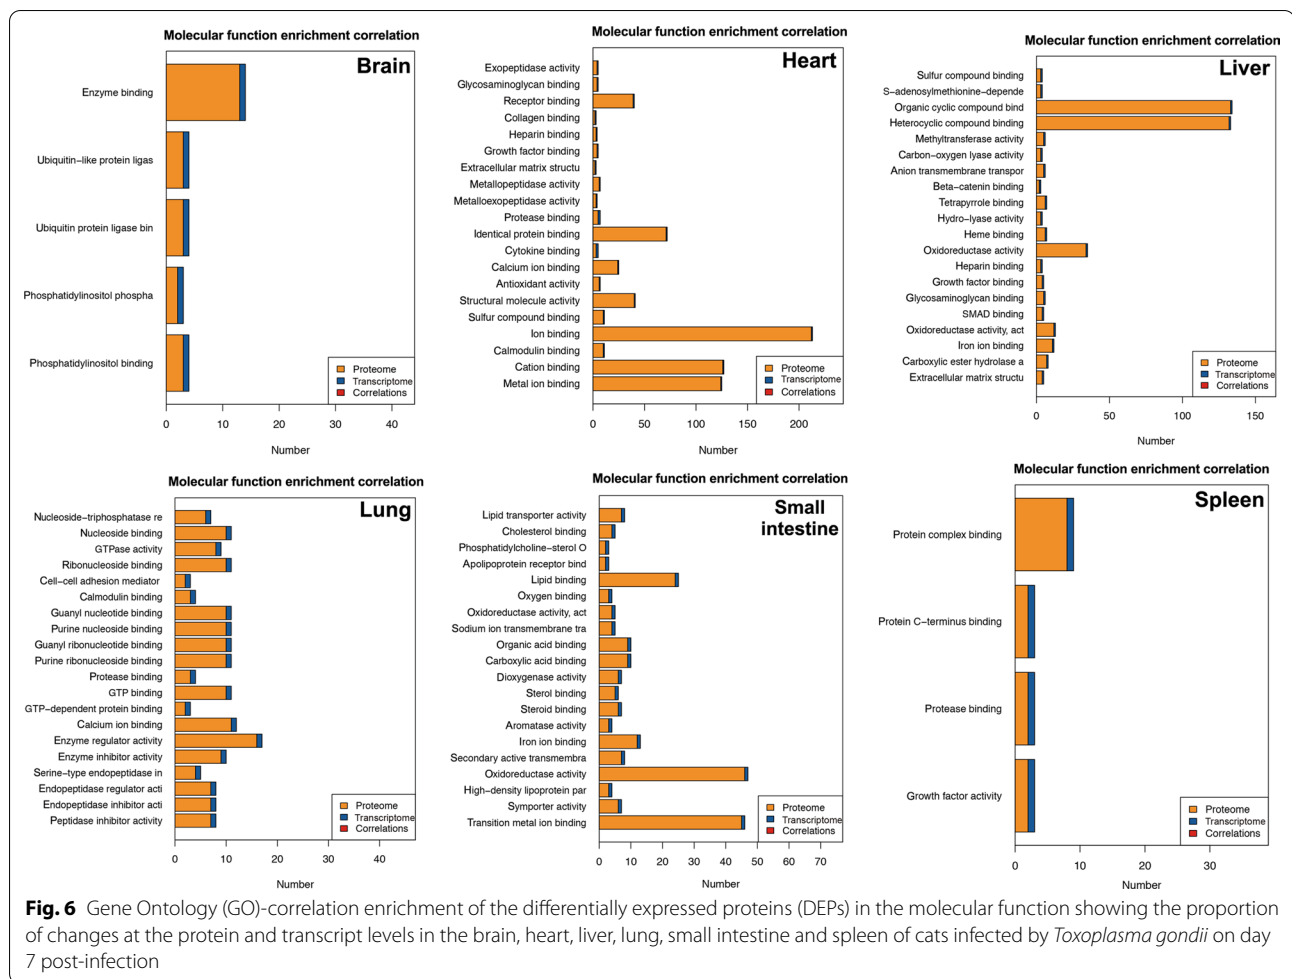 Molecular function enrichment correlation
Brain
Enzyme binding
Ubiquitin−like protein ligas
Ubiquitin protein ligase bin
Phosphatidylinositol phospha
Phosphatidylinositol binding
Proteome
Transcriptome
Correlations
0 10 20 30 40
Number
Molecular function enrichment correlation
Heart
Exopeptidase activity
Glycosaminoglycan binding
Receptor binding
Collagen binding
Heparin binding
Growth factor binding
Extracellular matrix structu
Metallopeptidase activity
Metalloexopeptidase activity
Protease binding
Identical protein binding
Cytokine binding
Calcium ion binding
Antioxidant activity
Structural molecule activity
Sulfur compound binding
Ion binding
Calmodulin binding
Cation binding
Metal ion binding
Proteome
Transcriptome
Correlations
0 50 100 150 200
Number
Molecular function enrichment correlation
Liver
Sulfur compound binding
S−adenosylmethionine−depende
Organic cyclic compound bind
Heterocyclic compound binding
Methyltransferase activity
Carbon−oxygen lyase activity
Anion transmembrane transpor
Beta−catenin binding
Tetrapyrrole binding
Hydro−lyase activity
Heme binding
Oxidoreductase activity
Heparin binding
Growth factor binding
Glycosaminoglycan binding
SMAD binding
Oxidoreductase activity, act
Iron ion binding
Carboxylic ester hydrolase a
Extracellular matrix structu
Proteome
Transcriptome
Correlations
0 50 100 150
Number
Molecular function enrichment correlation
Lung
Nucleoside−triphosphatase re
Nucleoside binding
GTPase activity
Ribonucleoside binding
Cell−cell adhesion mediator
Calmodulin binding
Guanyl nucleotide binding
Purine nucleoside binding
Guanyl ribonucleotide binding
Purine ribonucleoside binding
Protease binding
GTP binding
GTP−dependent protein binding
Calcium ion binding
Enzyme regulator activity
Enzyme inhibitor activity
Serine−type endopeptidase in
Endopeptidase regulator acti
Endopeptidase inhibitor acti
Peptidase inhibitor activity
Proteome
Transcriptome
Correlations
0 10 20 30 40
Number
Molecular function enrichment correlation
Small
intestine
Lipid transporter activity
Cholesterol binding
Phosphatidylcholine−sterol O
Apolipoprotein receptor bind
Lipid binding
Oxygen binding
Oxidoreductase activity, act
Sodium ion transmembrane tra
Organic acid binding
Carboxylic acid binding
Dioxygenase activity
Sterol binding
Steroid binding
Aromatase activity
Iron ion binding
Secondary active transmembra
Oxidoreductase activity
High−density lipoprotein par
Symporter activity
Transition metal ion binding
Proteome
Transcriptome
Correlations
0 10 20 30 40 50 60 70
Number
Molecular function enrichment correlation
Spleen
Protein complex binding
Protein C−terminus binding
Protease binding
Growth factor activity
Proteome
Transcriptome
Correlations
0 10 20 30
Number
Fig. 6 Gene Ontology (GO)-correlation enrichment of the differentially expressed proteins (DEPs) in the molecular function showing the proportion
of changes at the protein and transcript levels in the brain, heart, liver, lung, small intestine and spleen of cats infected by Toxoplasma gondii on day
7 post-infection